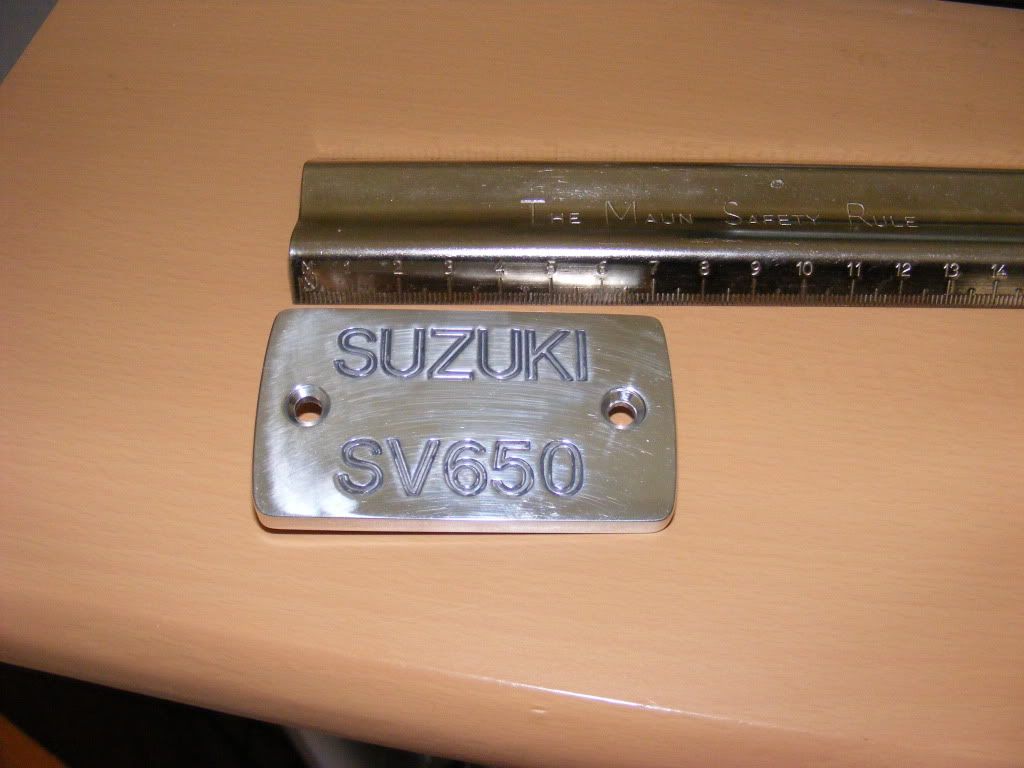 THE MAUN SAFETY RULE
1 2 3 4 5 6 7 8 9 10 11 12 13 14
SUZUKI
SV650